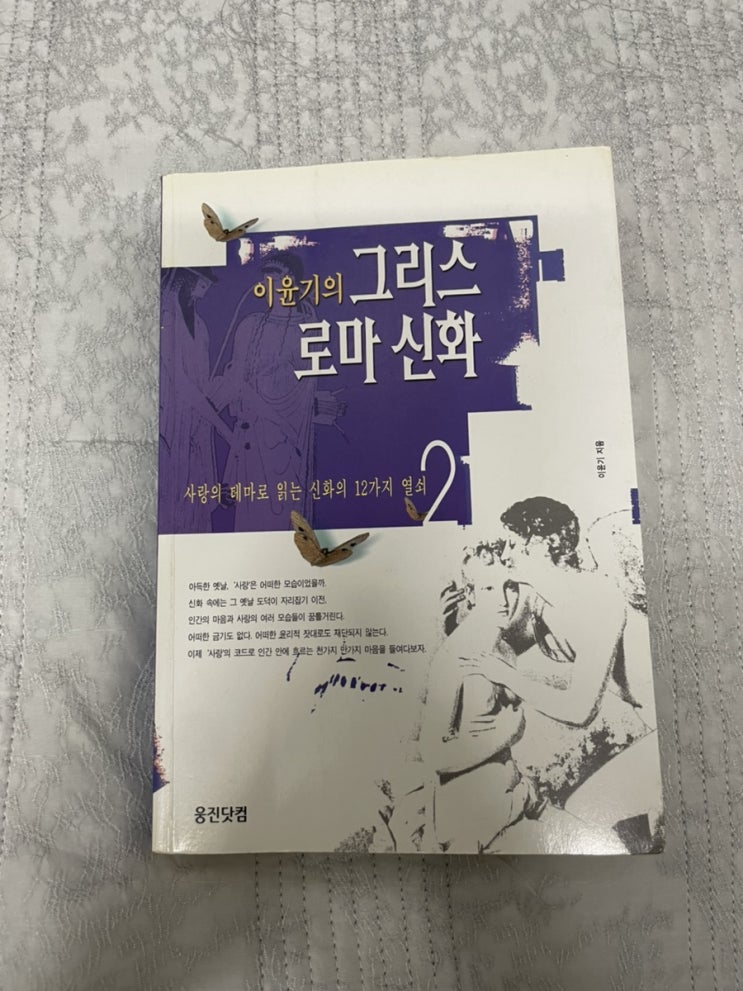 이윤기의 그리스
로마 신화
2
사랑의 테마로 읽는 신화의 12가지 열쇠
이윤기 지음
아득한 옛날, '사랑'은 어떠한 모습이었을까.
신화 속에는 그 옛날 도덕이 자리잡기 이전,
인간의 마음과 사랑의 여러 모습들이 꿈틀거린다.
어떠한 금기도 없다. 어떠한 윤리적 잣대로도 재단되지 않는다.
이제 '사랑'의 코드로 인간 안에 흐르는 천가지 만가지 마음을 들여다보자.
웅진닷컴